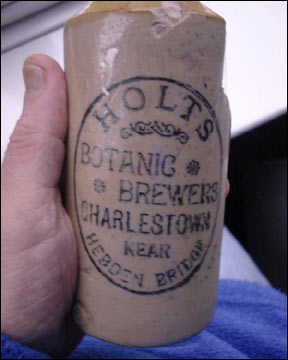 HOLTS
BOTANIC
BREWERS
CHARLESTOWN
NEAR
HEBDEN BRIDGE